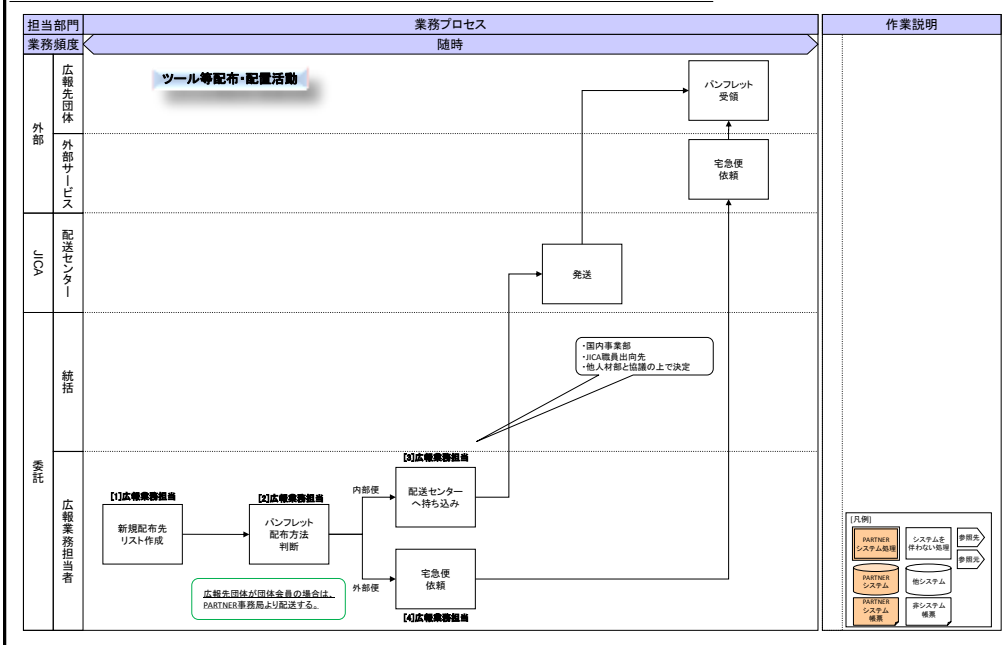 担当部門
業務プロセス
作業説明
業務頻度
随時
外部
広報先団体
ツール等配布・配置活動
パンフレット
受領
外部サービス
宅急便
依頼
JICA
配送センター
発送
委託
統括
・国内事業部
・JICA職員出向先
・他人材部と協議の上で決定
広報業務担当者
[1]広報業務担当
新規配布先
リスト作成
[2]広報業務担当
パンフレット
配布方法
判断
内部便
外部便
[3]広報業務担当
配送センター
へ持ち込み
宅急便
依頼
[4]広報業務担当
広報先団体が団体会員の場合は、
PARTNER事務局より配送する。
[凡例]
PARTNER
システム処理
システムを
伴わない処理
参照先
参照元
PARTNER
システム
他システム
PARTNER
システム
帳票
非システム
帳票